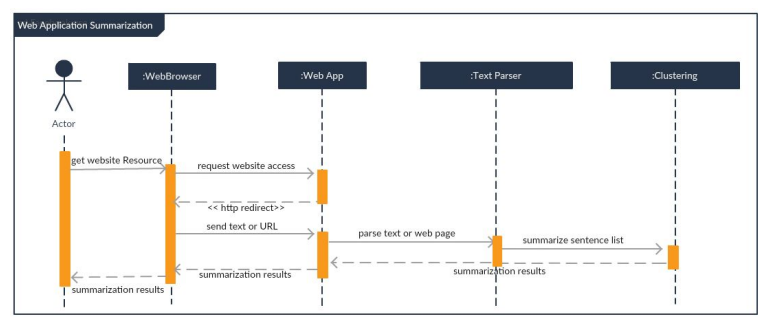 Web Application Summarization
:WebBrowser
:Web App
:Text Parser
:Clustering
Actor
get website Resource
request website access
<< http redirect>>
send text or URL
parse text or web page
summarize sentence list
summarization results
summarization results
summarization results